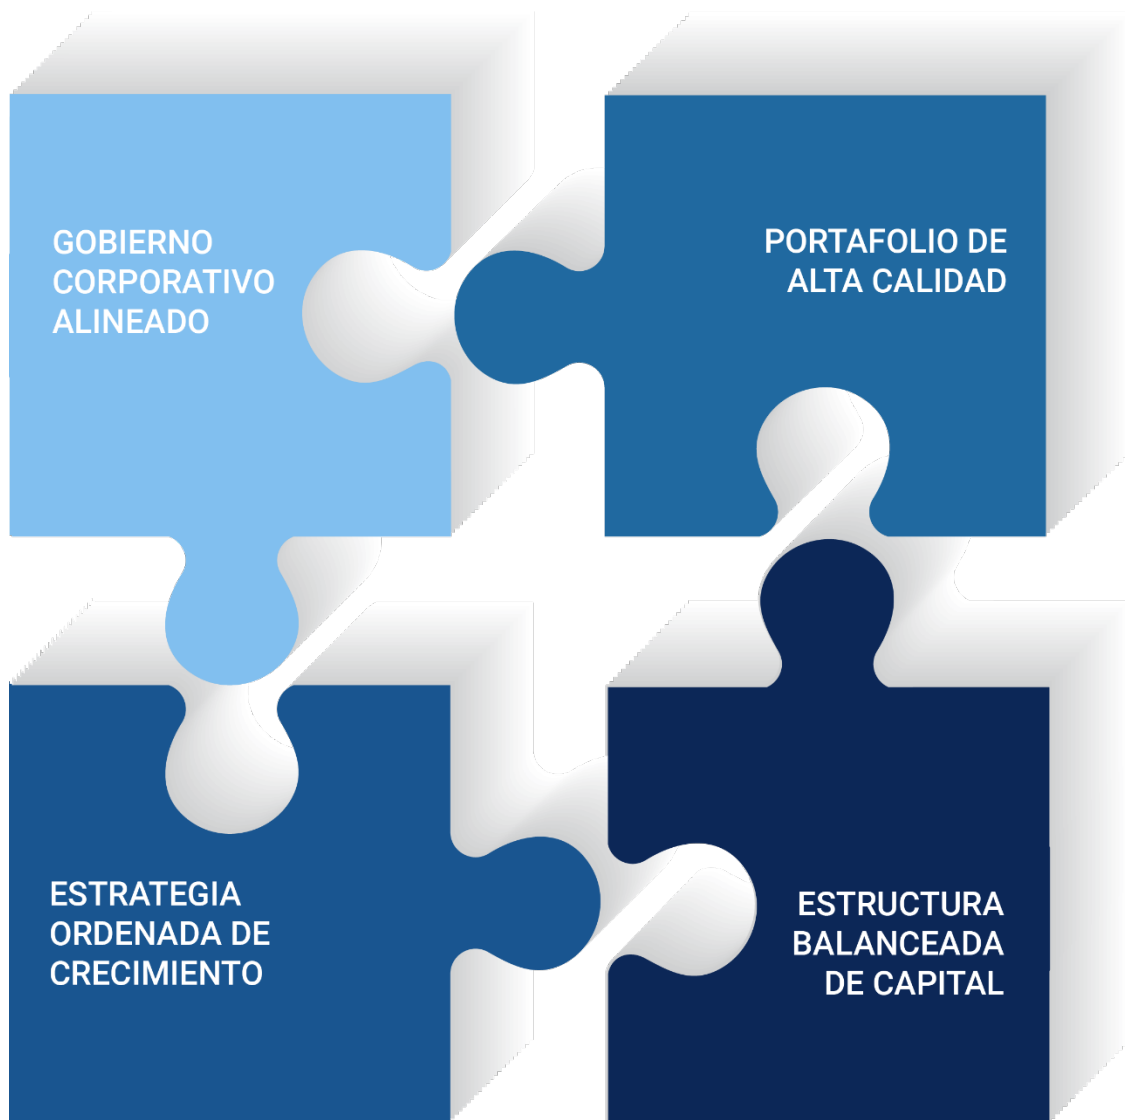 GOBIERNO
CORPORATIVO
ALINEADO
PORTAFOLIO DE
ALTA CALIDAD
ESTRATEGIA
ORDENADA DE
CRECIMIENTO
ESTRUCTURA
BALANCEADA
DE CAPITAL